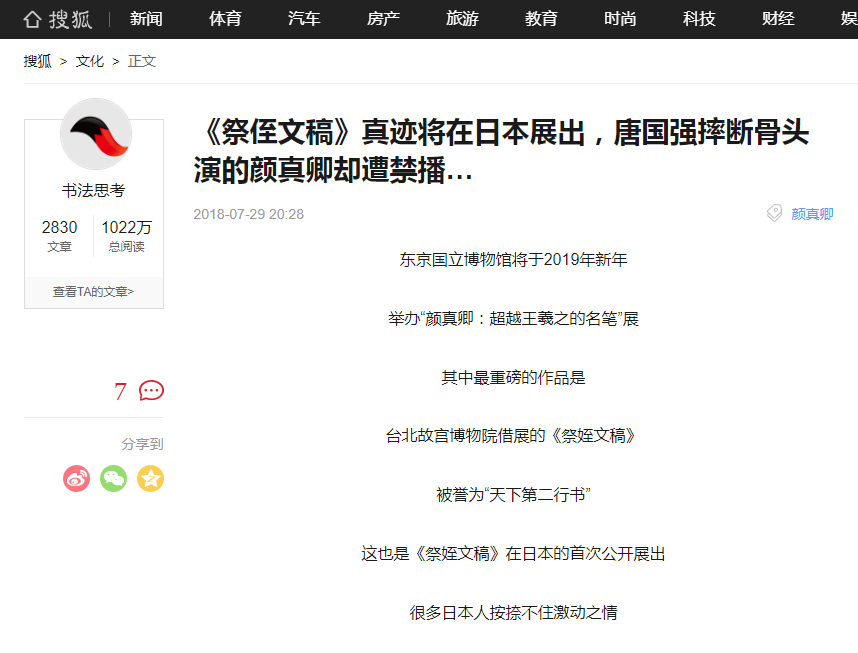 搜狐 新闻 体育 汽车 房产 旅游 教育 时尚 科技 财经 娱
搜狐 > 文化 > 正文
书法思考
2830 1022万
文章 总阅读
查看TA的文章>
7
分享到
《祭侄文稿》真迹将在日本展出，唐国强摔断骨头
演的颜真卿却遭禁播...
2018-07-29 20:28 颜真卿
东京国立博物馆将于2019年新年
举办“颜真卿：超越王羲之的名笔”展
其中最重磅的作品是
台北故宫博物院借展的《祭姪文稿》
被誉为“天下第二行书”
这也是《祭姪文稿》在日本的首次公开展出
很多日本人按捺不住激动之情